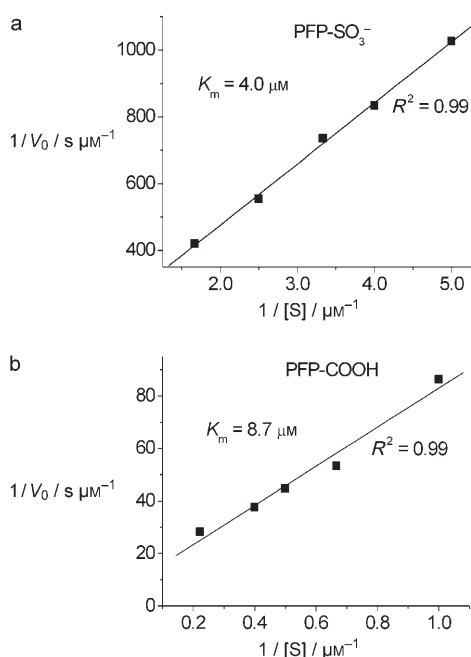 a
PFP-SO₃⁻
1000
Kₘ = 4.0 μM
800
R² = 0.99
1 / V₀ / s μM⁻¹
600
400
2.0 3.0 4.0 5.0
1 / [S] / μM⁻¹
b
PFP-COOH
80
Kₘ = 8.7 μM
60
R² = 0.99
1 / V₀ / s μM⁻¹
40
20
0
0.2 0.4 0.6 0.8 1.0
1 / [S] / μM⁻¹